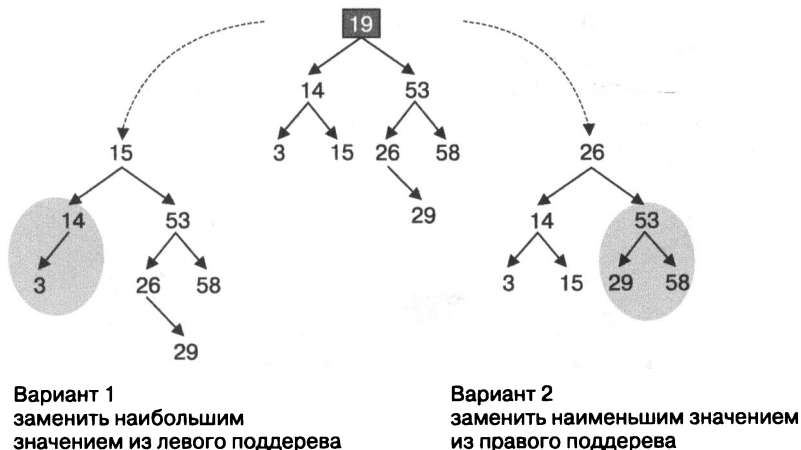 19
14 53
15 3 15 26 58 26
29
14 53 14 53
3 26 58 3 15 29 58
29
Вариант 1
заменить наибольшим
значением из левого поддерева
Вариант 2
заменить наименьшим значением
из правого поддерева